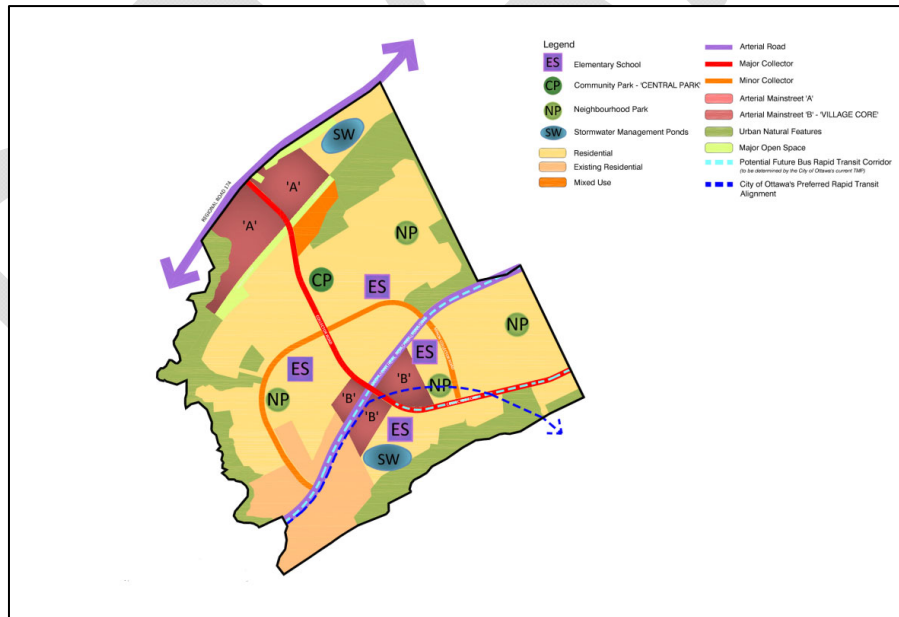 Legend
ES Elementary School
CP Community Park - 'CENTRAL PARK'
NP Neighbourhood Park
SW Stormwater Management Ponds
Residential
Existing Residential
Mixed Use
Arterial Road
Major Collector
Minor Collector
Arterial Mainstreet 'A'
Arterial Mainstreet 'B' - 'VILLAGE CORE'
Urban Natural Features
Major Open Space
Potential Future Bus Rapid Transit Corridor
(to be determined by the City of Ottawa's current TMP)
City of Ottawa's Preferred Rapid Transit
Alignment
REGIONAL ROAD 174
SW
'A'
'A'
NP
CP
ES
NP
ES
ES
'B'
NP
NP
'B'
'B'
ES
SW